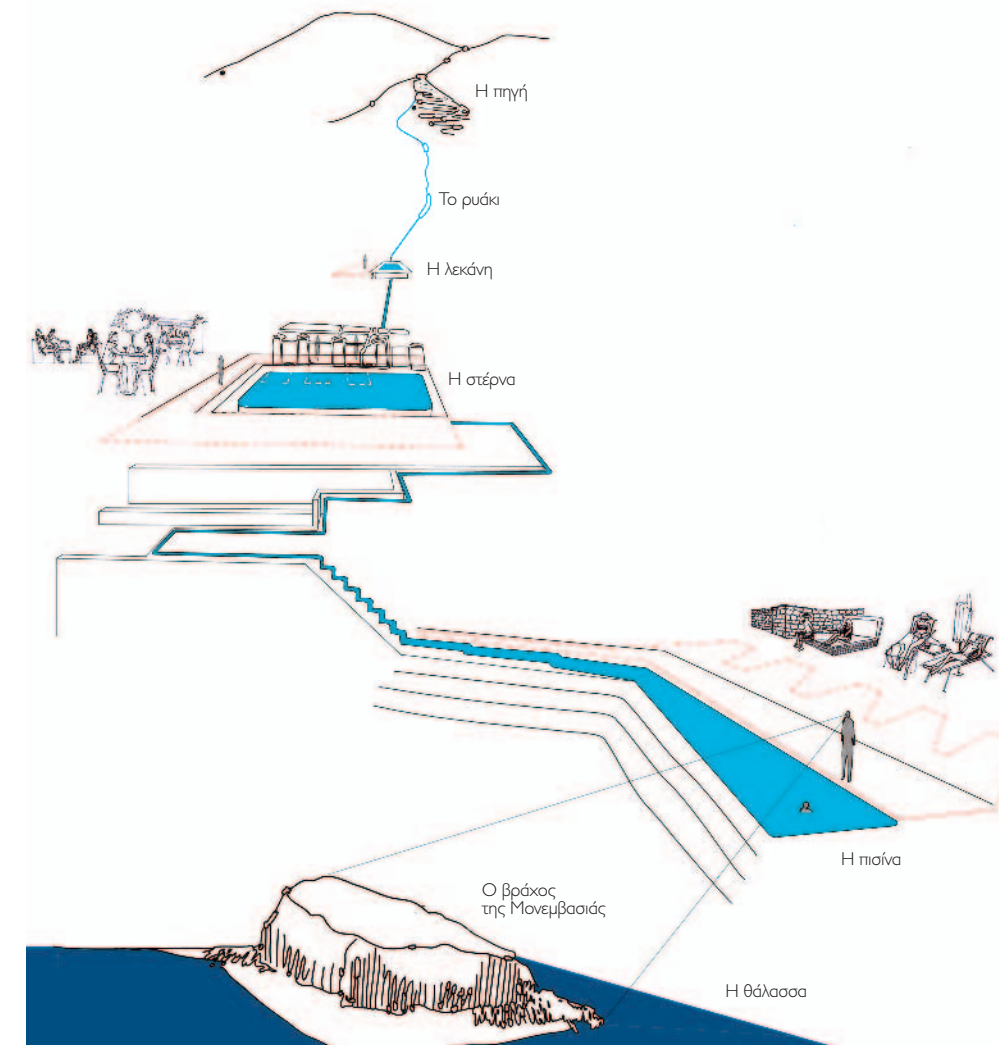 Η πηγή
Το ρυάκι
Η λεκάνη
Η στέρνα
Η πισίνα
Ο βράχος
της Μονεμβασιάς
Η θάλασσα